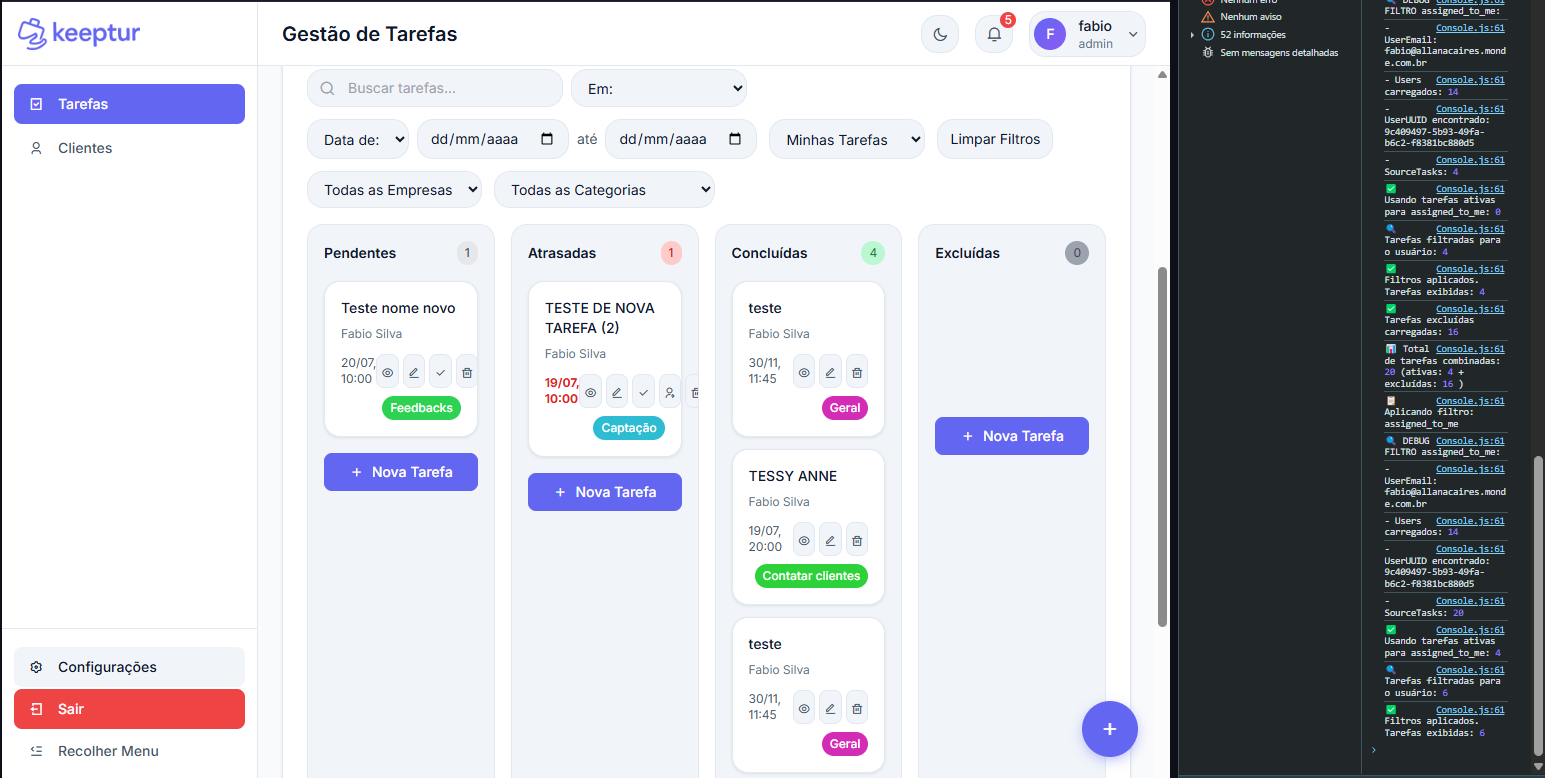 keeptur
Gestão de Tarefas
5
F
fabio
admin
Tarefas
Clientes
Configurações
Sair
Recolher Menu
Buscar tarefas...
Em:
Data de:
dd/mm/aaaa
até
dd/mm/aaaa
Minhas Tarefas
Limpar Filtros
Todas as Empresas
Todas as Categorias
Pendentes
1
Teste nome novo
Fabio Silva
20/07,
10:00
Feedbacks
+ Nova Tarefa
Atrasadas
1
TESTE DE NOVA
TAREFA (2)
Fabio Silva
19/07,
10:00
Captação
+ Nova Tarefa
Concluídas
4
teste
Fabio Silva
30/11,
11:45
Geral
TESSY ANNE
Fabio Silva
19/07,
20:00
Contatar clientes
teste
Fabio Silva
30/11,
11:45
Geral
Excluídas
0
+ Nova Tarefa
+
Nenhum erro
Nenhum aviso
52 informações
Sem mensagens detalhadas
DEBUG Console.js:61
FILTRO assigned_to_me:
- Console.js:61
UserEmail:
fabio@allanacaires.mond
e.com.br
- Users Console.js:61
carregados: 14
- Console.js:61
UserUUID encontrado:
9c409497-5b93-49fa-
b6c2-f8381bc880d5
- Console.js:61
SourceTasks: 4
Console.js:61
Usando tarefas ativas
para assigned_to_me: 0
Console.js:61
Tarefas filtradas para
o usuário: 4
Console.js:61
Filtros aplicados.
Tarefas exibidas: 4
Console.js:61
Tarefas excluídas
carregadas: 16
Total Console.js:61
de tarefas combinadas:
20 (ativas: 4 +
excluídas: 16 )
Console.js:61
Aplicando filtro:
assigned_to_me
DEBUG Console.js:61
FILTRO assigned_to_me:
- Console.js:61
UserEmail:
fabio@allanacaires.mond
e.com.br
- Users Console.js:61
carregados: 14
- Console.js:61
UserUUID encontrado:
9c409497-5b93-49fa-
b6c2-f8381bc880d5
- Console.js:61
SourceTasks: 20
Console.js:61
Usando tarefas ativas
para assigned_to_me: 4
Console.js:61
Tarefas filtradas para
o usuário: 6
Console.js:61
Filtros aplicados.
Tarefas exibidas: 6